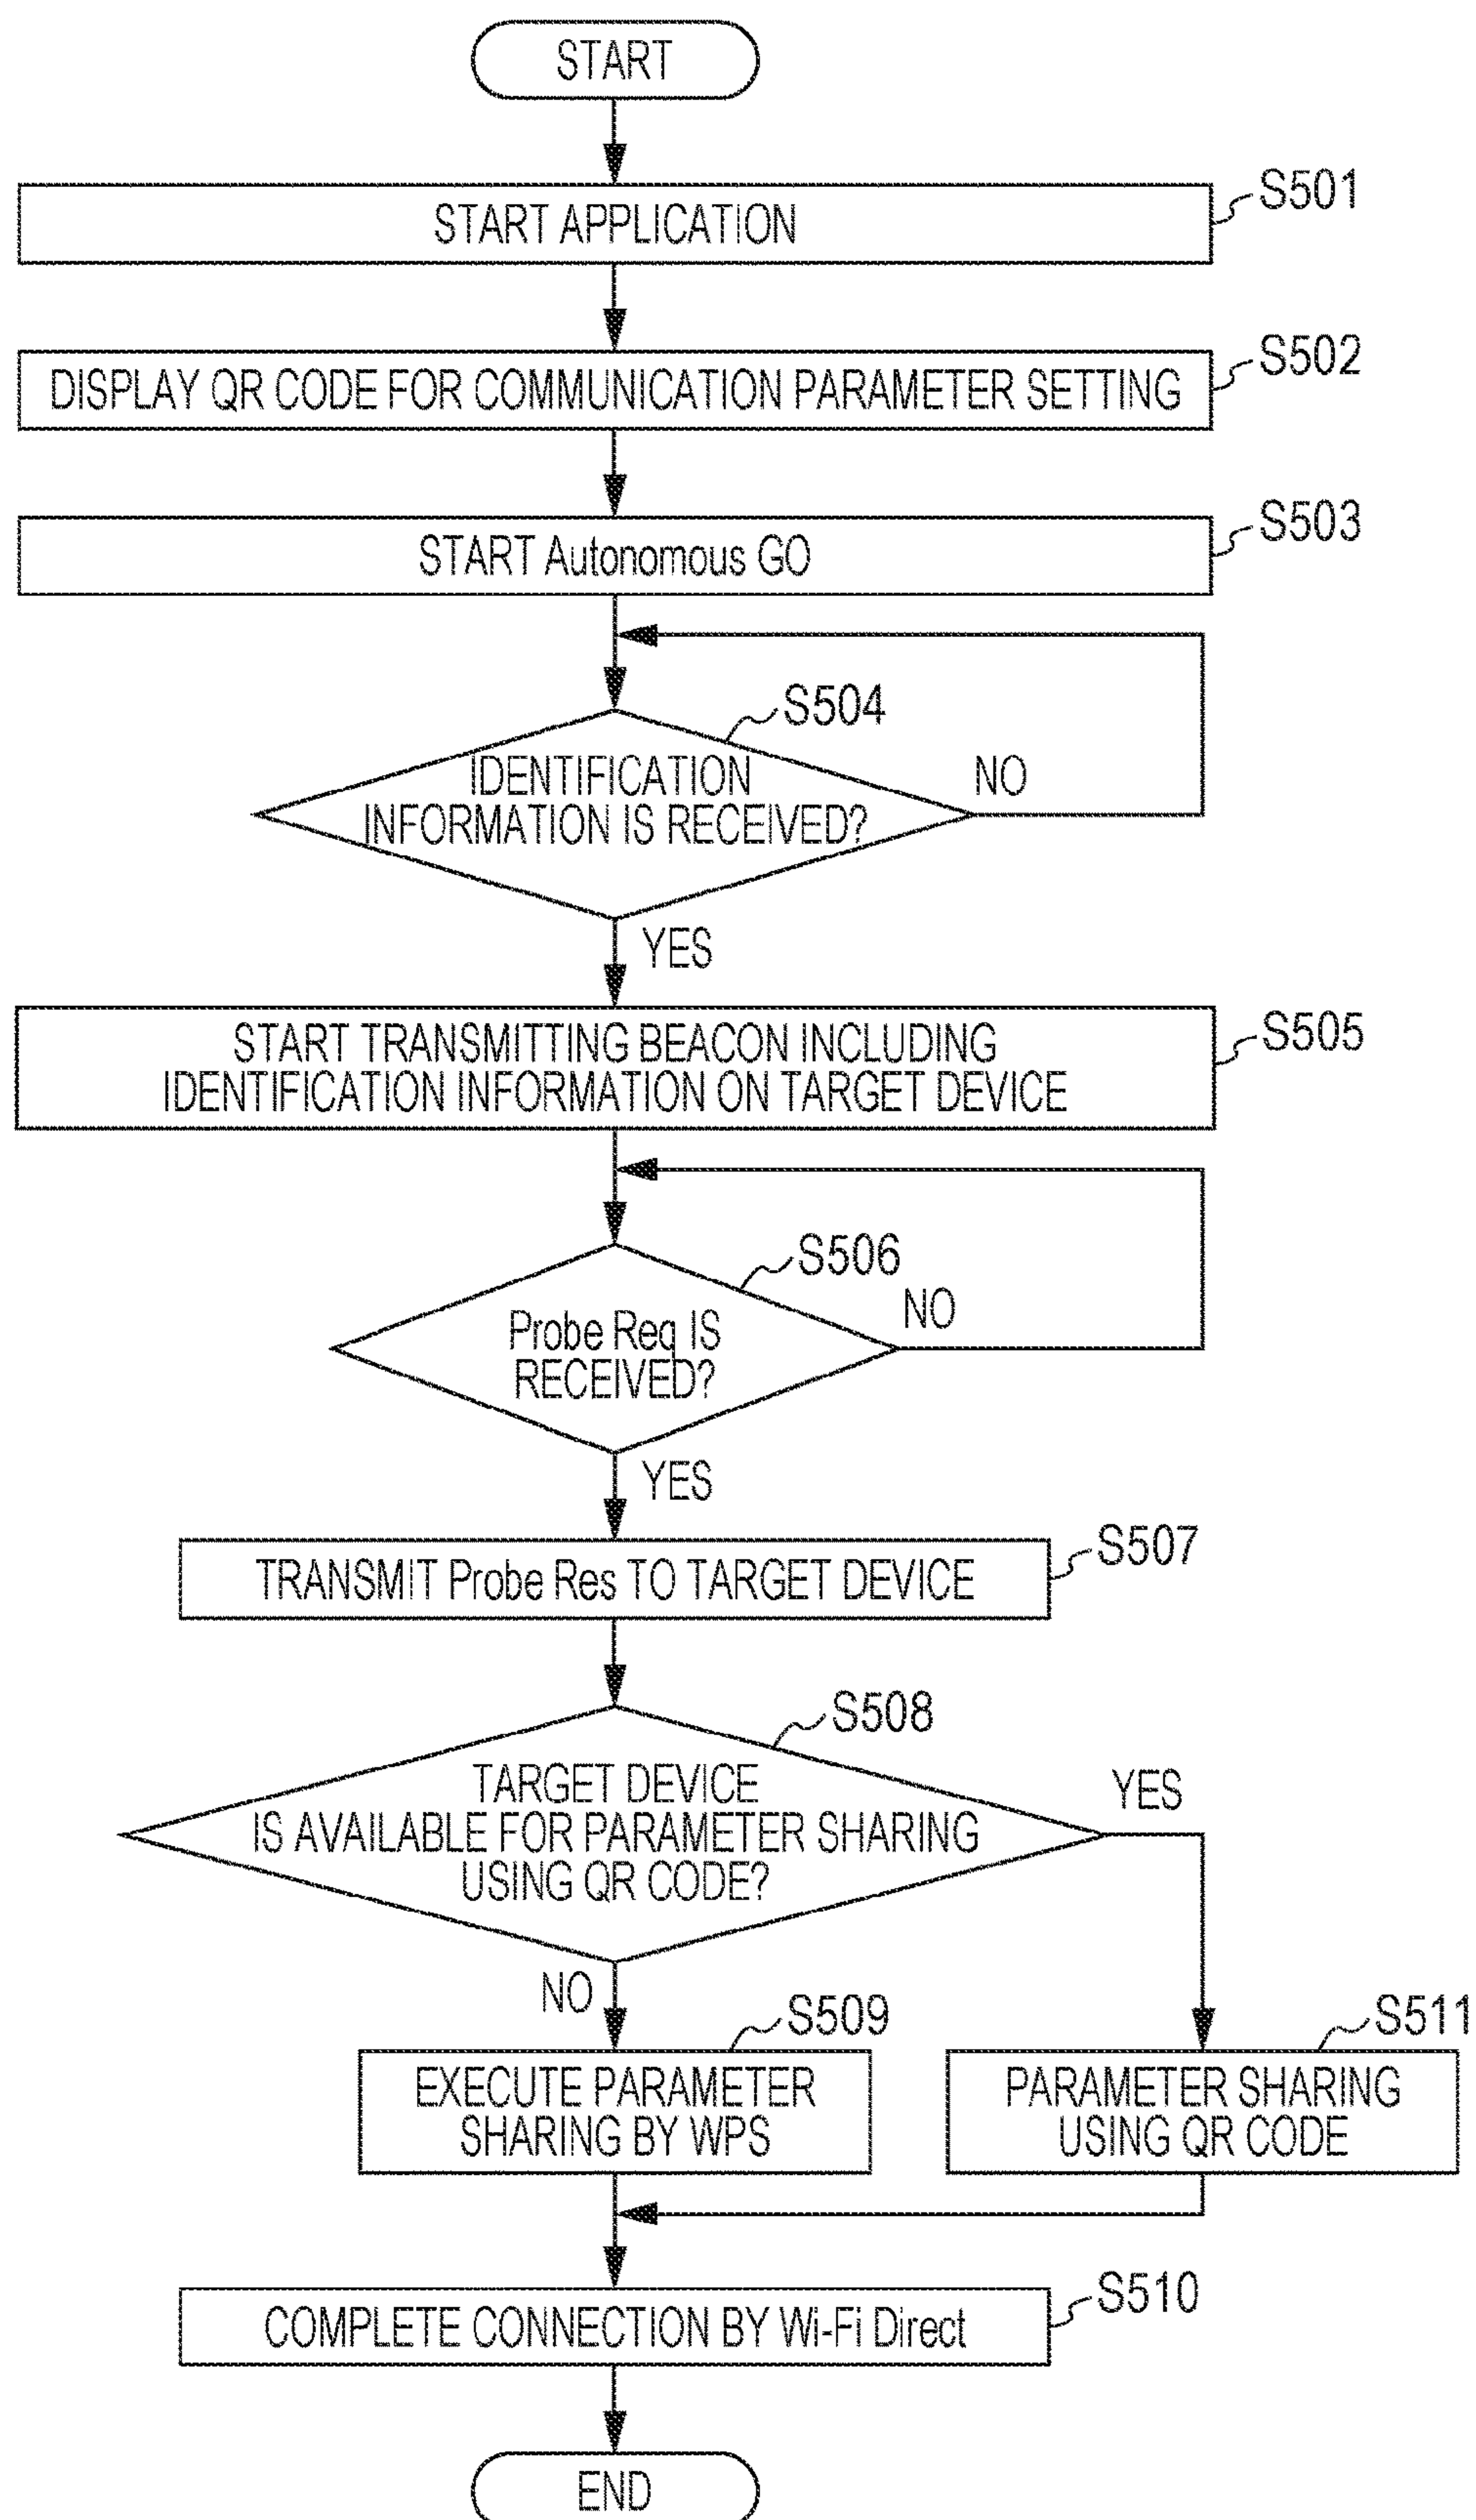 START
START APPLICATION
S501
DISPLAY QR CODE FOR COMMUNICATION PARAMETER SETTING
S502
START Autonomous GO
S503
S504
IDENTIFICATION
INFORMATION IS RECEIVED?
NO
YES
START TRANSMITTING BEACON INCLUDING
IDENTIFICATION INFORMATION ON TARGET DEVICE
S505
S506
Probe Req IS
RECEIVED?
NO
YES
TRANSMIT Probe Res TO TARGET DEVICE
S507
S508
TARGET DEVICE
IS AVAILABLE FOR PARAMETER SHARING
USING QR CODE?
YES
NO
S509
EXECUTE PARAMETER
SHARING BY WPS
S511
PARAMETER SHARING
USING QR CODE
COMPLETE CONNECTION BY Wi-Fi Direct
S510
END